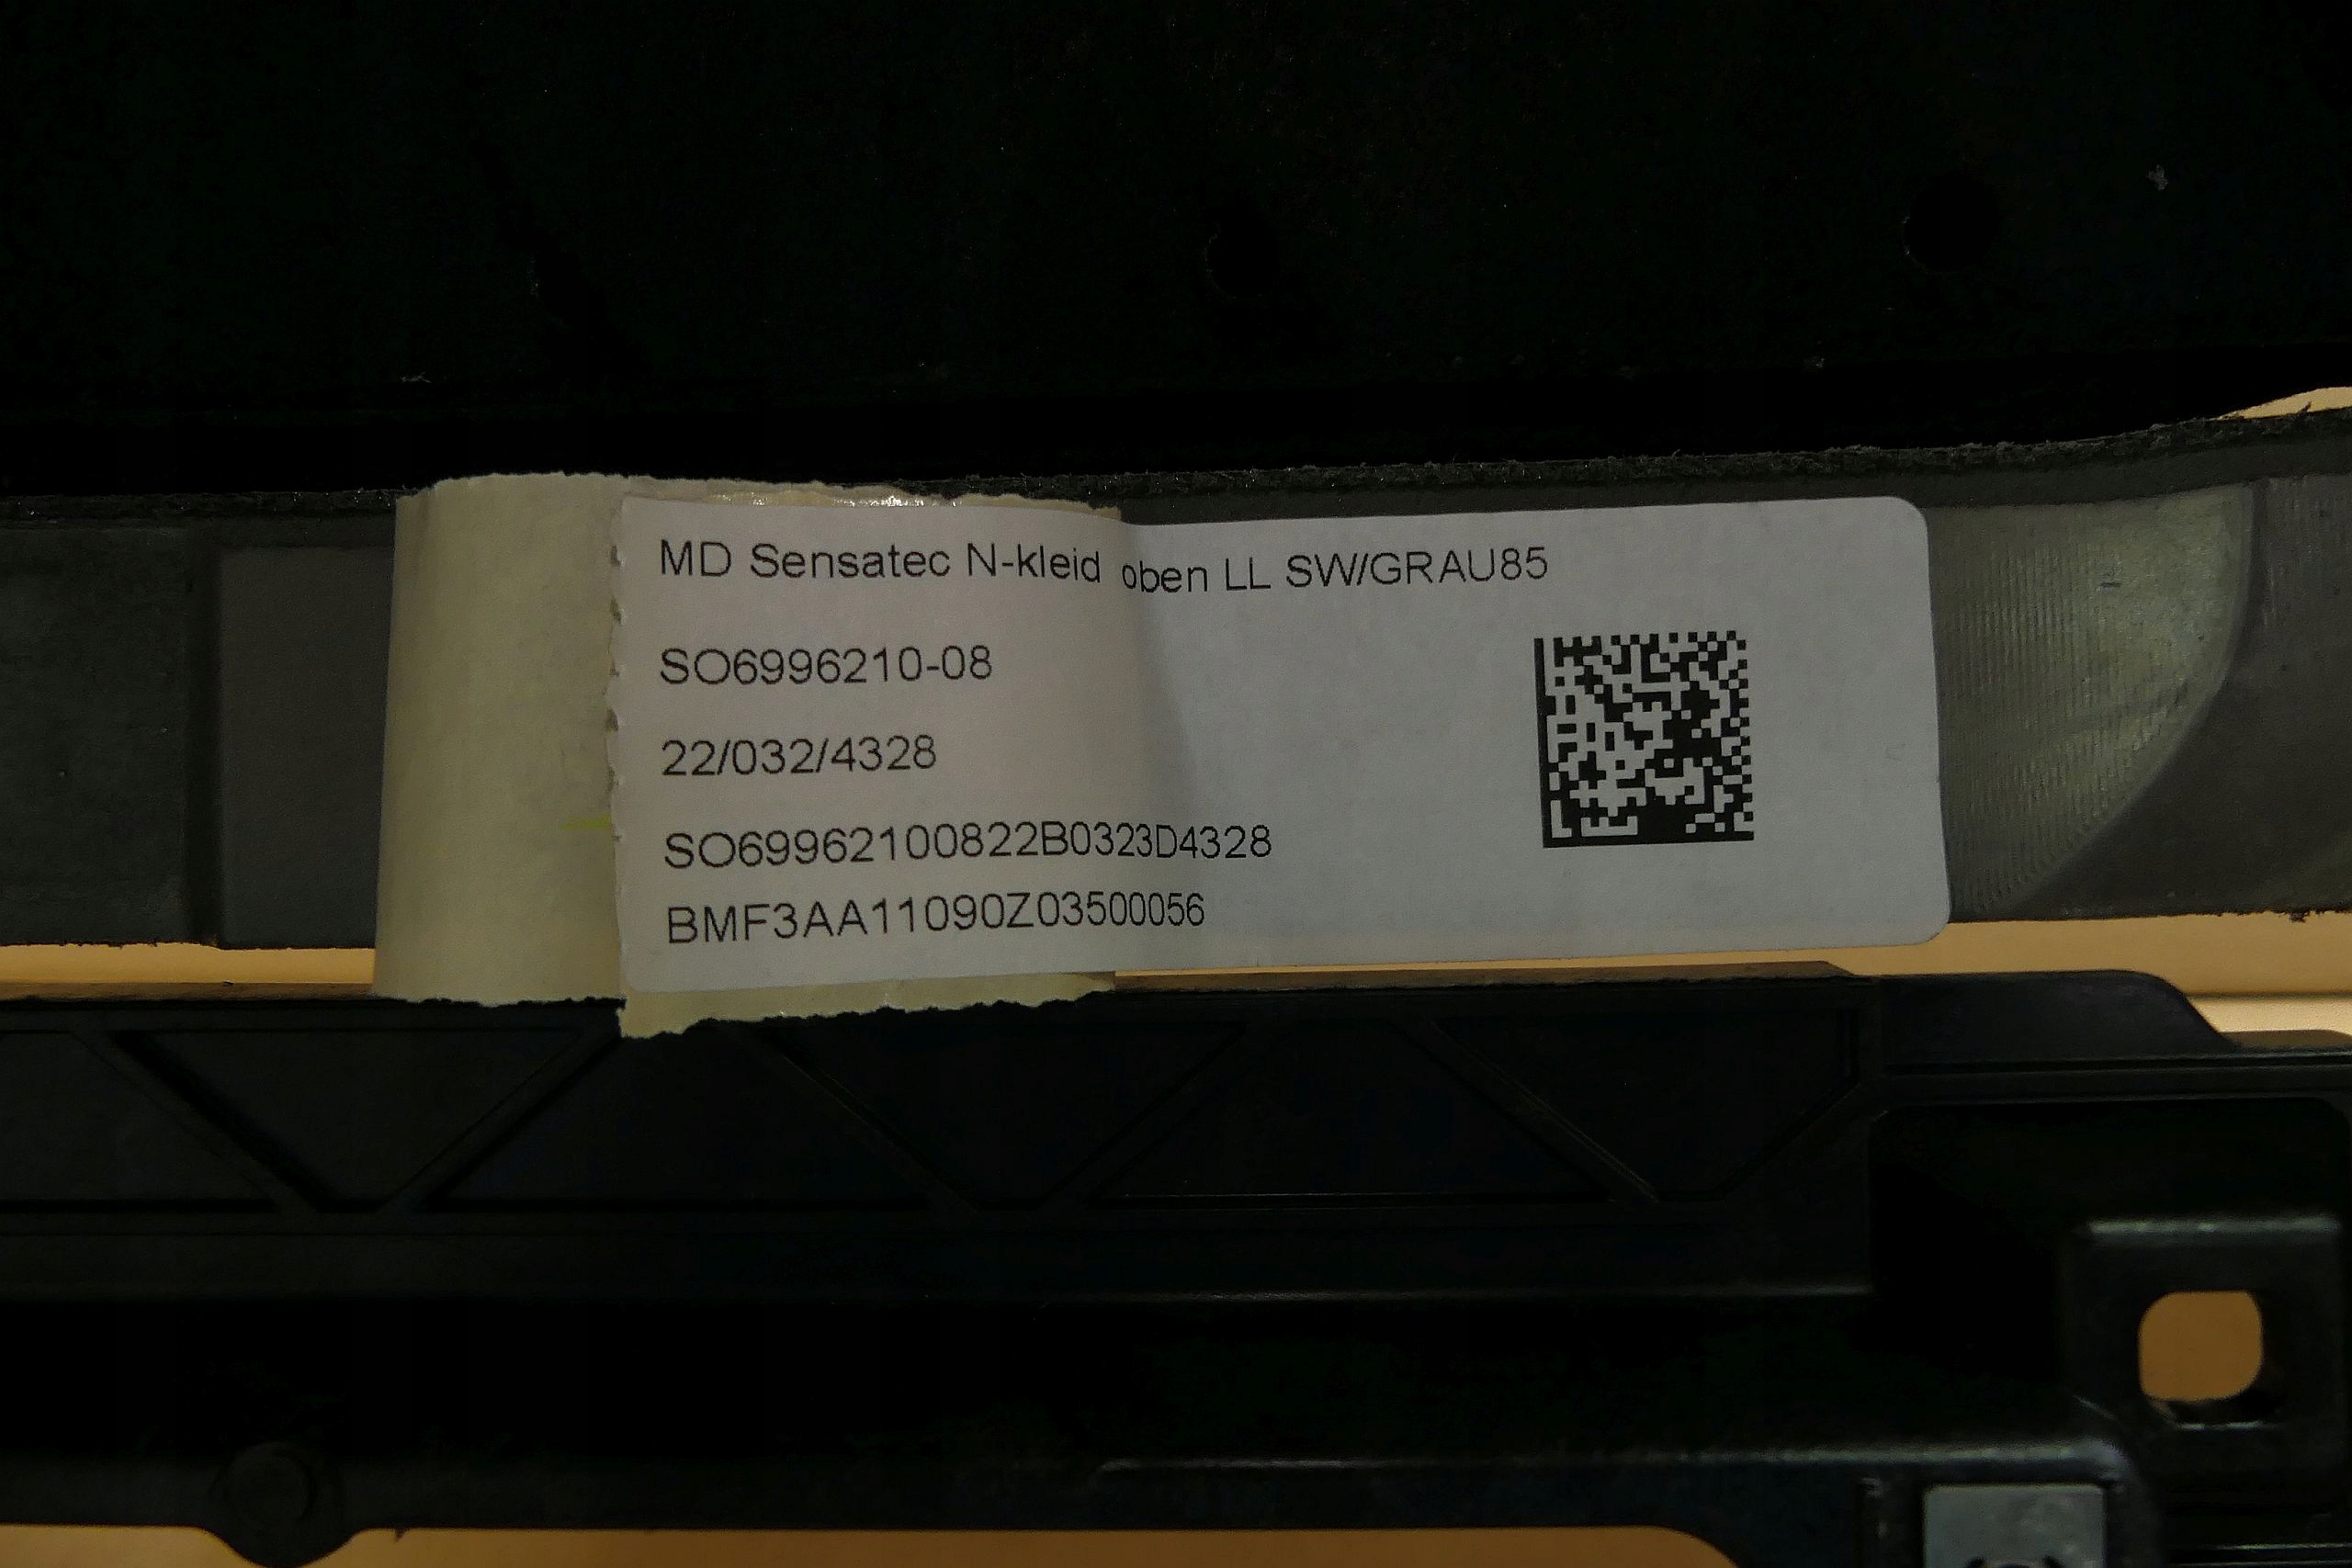 MD Sensatec N-kleid oben LL SW/GRAU85
SO6996210-08
22/032/4328
SO69962100822B0323D4328
BMF3AA11090Z03500056